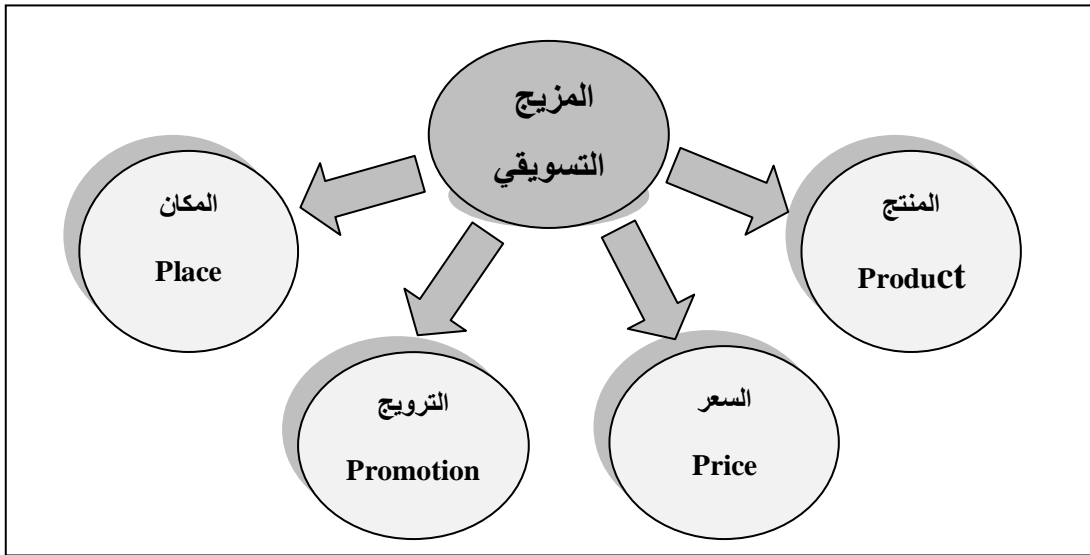 المزيج
التسويقي
المنتج
Product
السعر
Price
الترويج
Promotion
المكان
Place